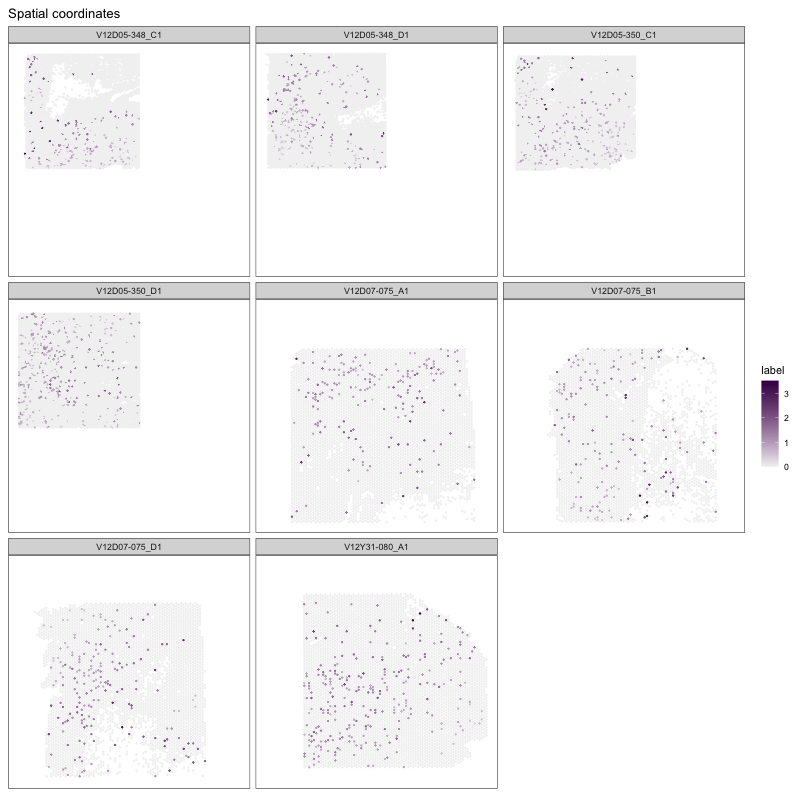 Spatial coordinates
V12D05-348_C1
V12D05-348_D1
V12D05-350_C1
V12D05-350_D1
V12D07-075_A1
V12D07-075_B1
label
3
2
1
0
V12D07-075_D1
V12Y31-080_A1